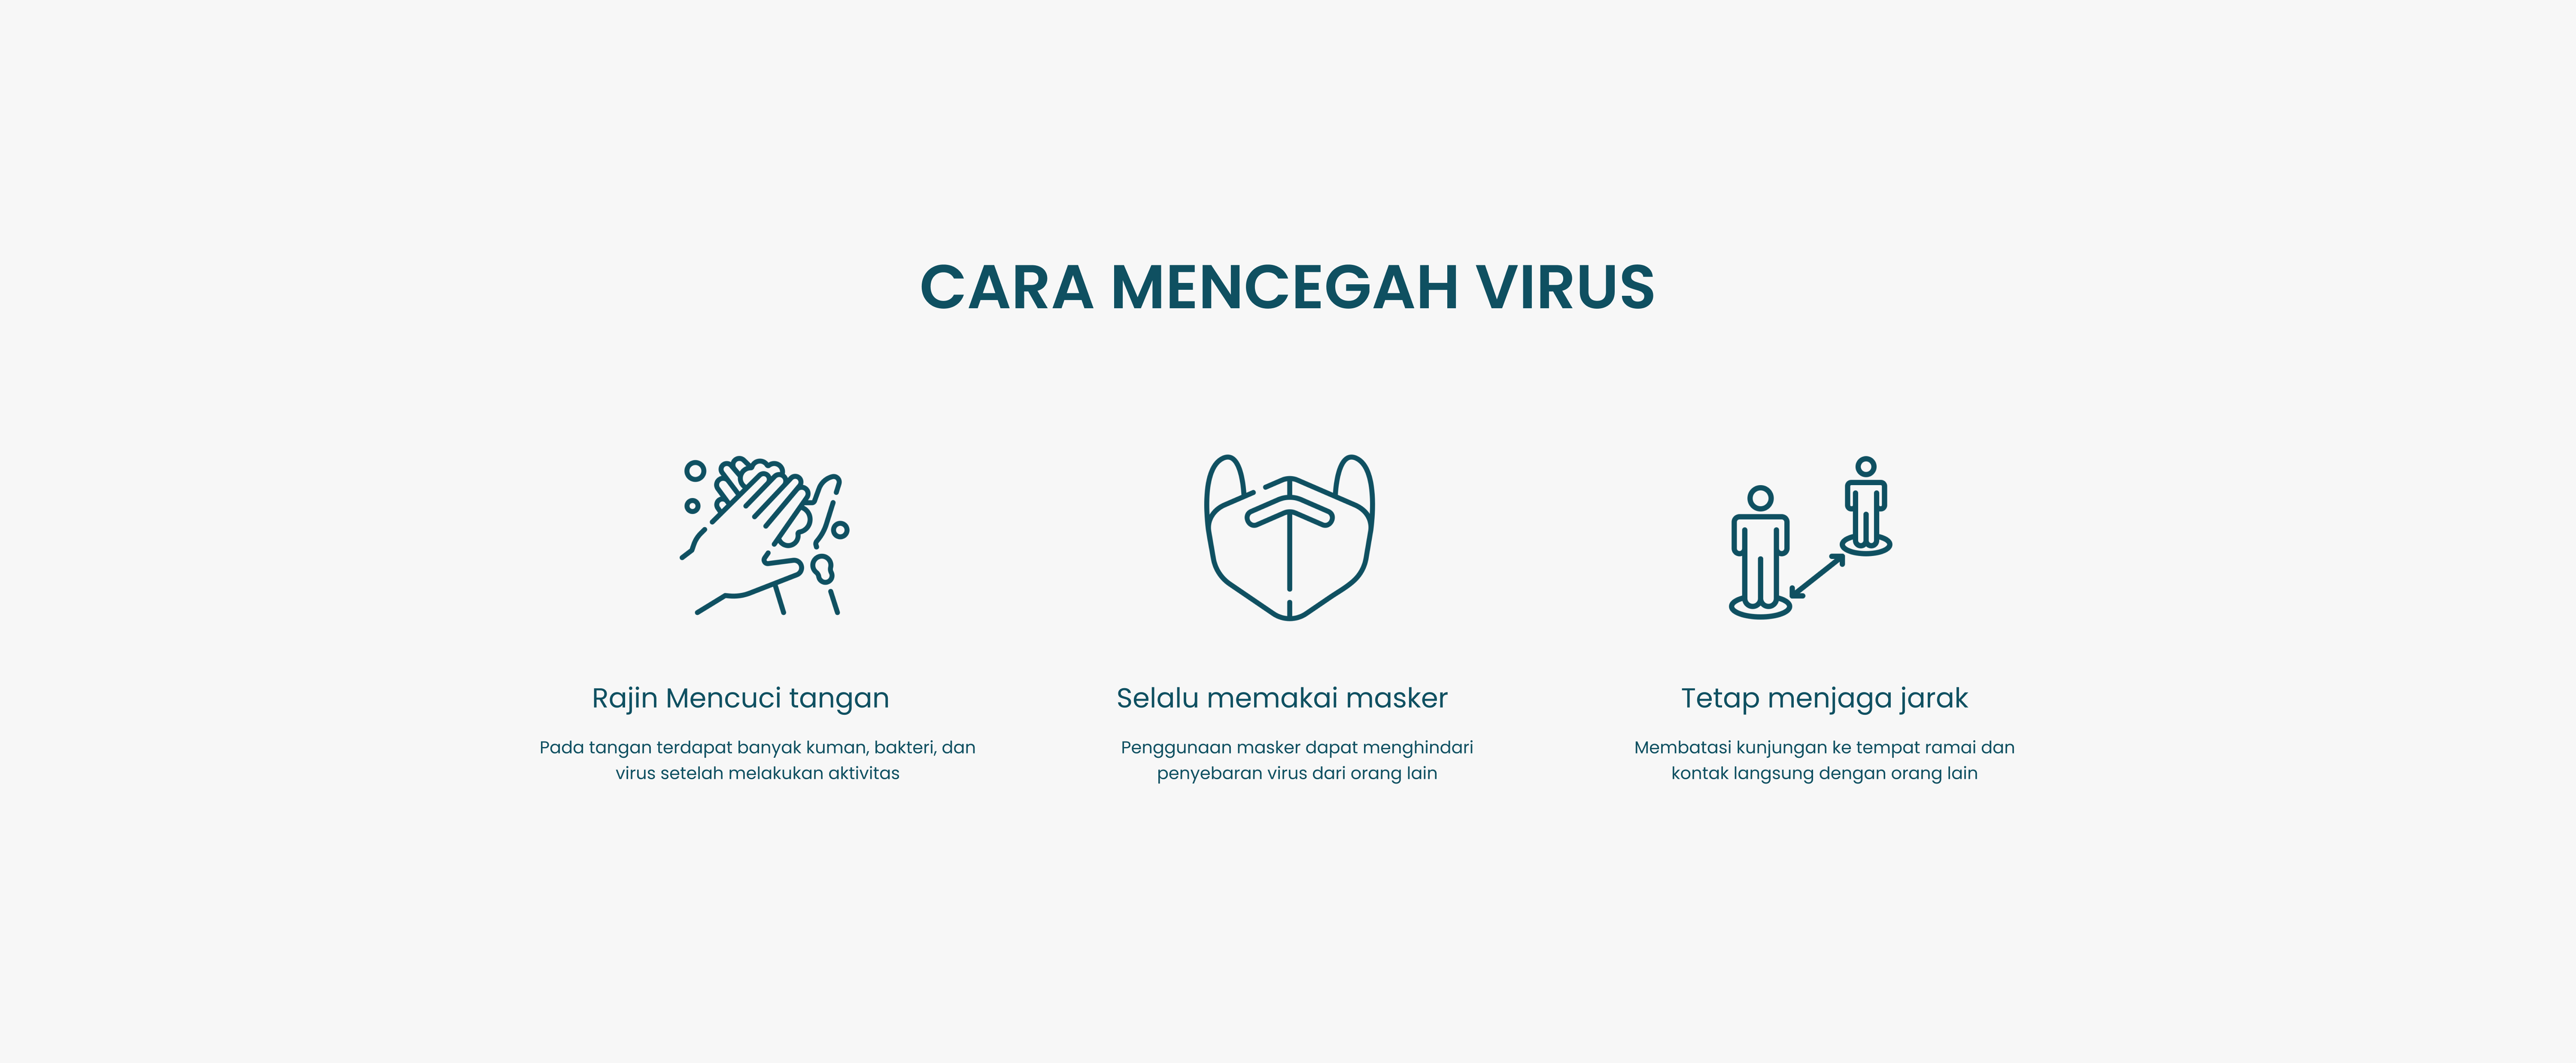 CARA MENCEGAH VIRUS
Rajin Mencuci tangan
Pada tangan terdapat banyak kuman, bakteri, dan
virus setelah melakukan aktivitas
Selalu memakai masker
Penggunaan masker dapat menghindari
penyebaran virus dari orang lain
Tetap menjaga jarak
Membatasi kunjungan ke tempat ramai dan
kontak langsung dengan orang lain